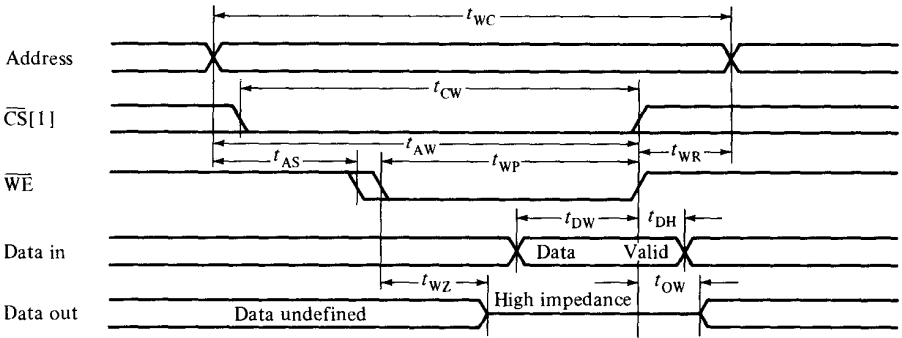 t_WC
Address
t_CW
C̅S̅[1]
t_AW
t_AS
t_WP
t_WR
W̅E̅
t_DW
t_DH
Data in
Data
Valid
t_WZ
High impedance
t_OW
Data out
Data undefined